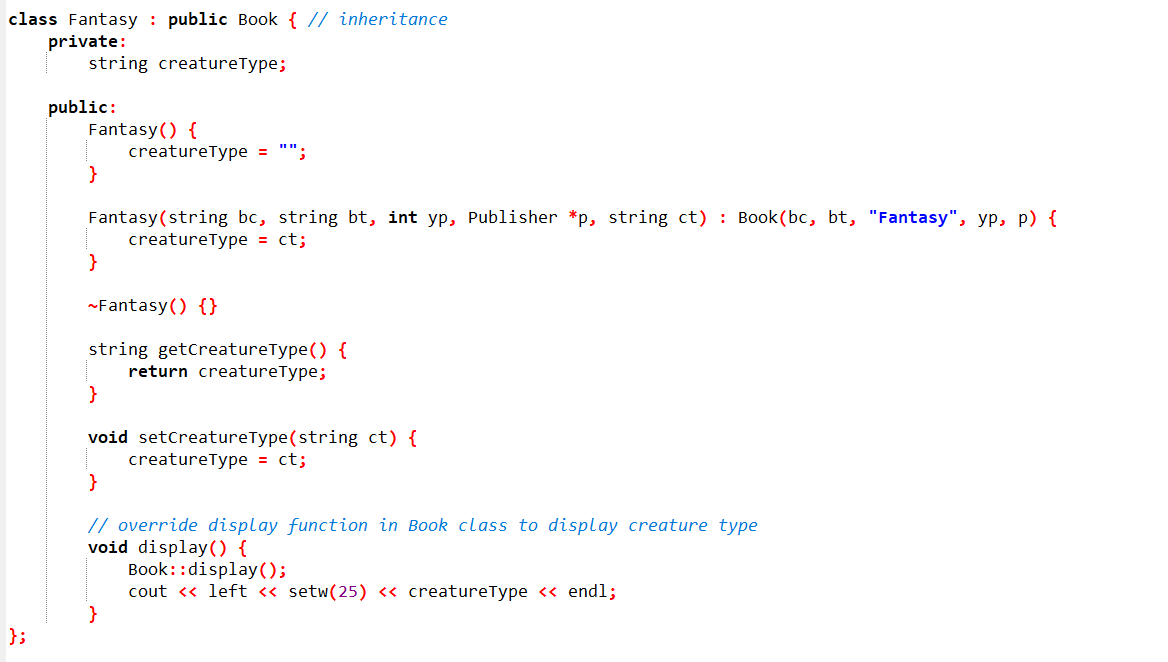 class Fantasy : public Book { // inheritance
    private:
        string creatureType;

    public:
        Fantasy() {
            creatureType = "";
        }

        Fantasy(string bc, string bt, int yp, Publisher *p, string ct) : Book(bc, bt, "Fantasy", yp, p) {
            creatureType = ct;
        }

        ~Fantasy() {}

        string getCreatureType() {
            return creatureType;
        }

        void setCreatureType(string ct) {
            creatureType = ct;
        }

        // override display function in Book class to display creature type
        void display() {
            Book::display();
            cout << left << setw(25) << creatureType << endl;
        }
};